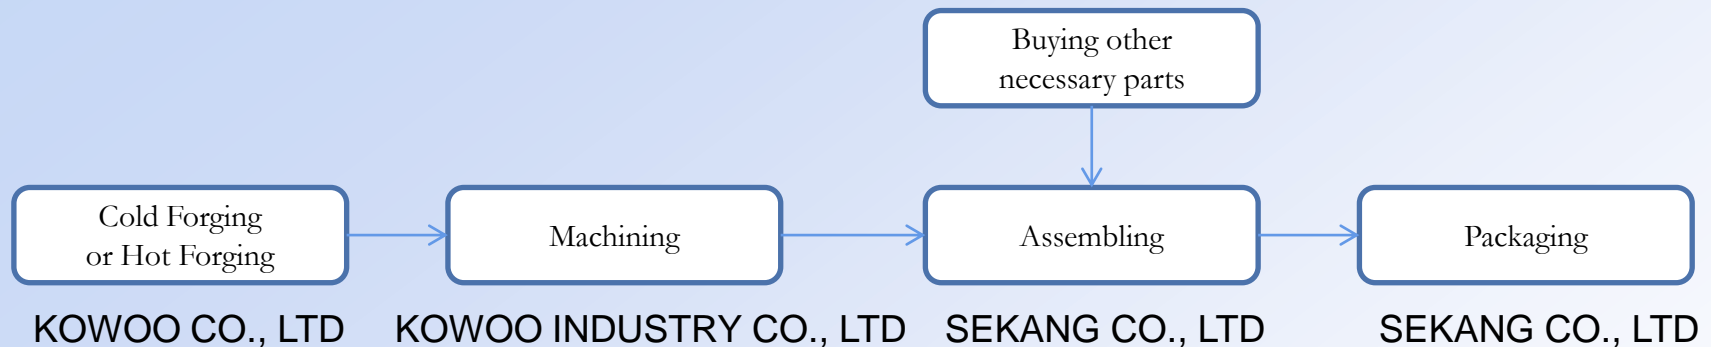 Buying other
necessary parts
Cold Forging
or Hot Forging
Machining
Assembling
Packaging
KOWOO CO., LTD
KOWOO INDUSTRY CO., LTD
SEKANG CO., LTD
SEKANG CO., LTD